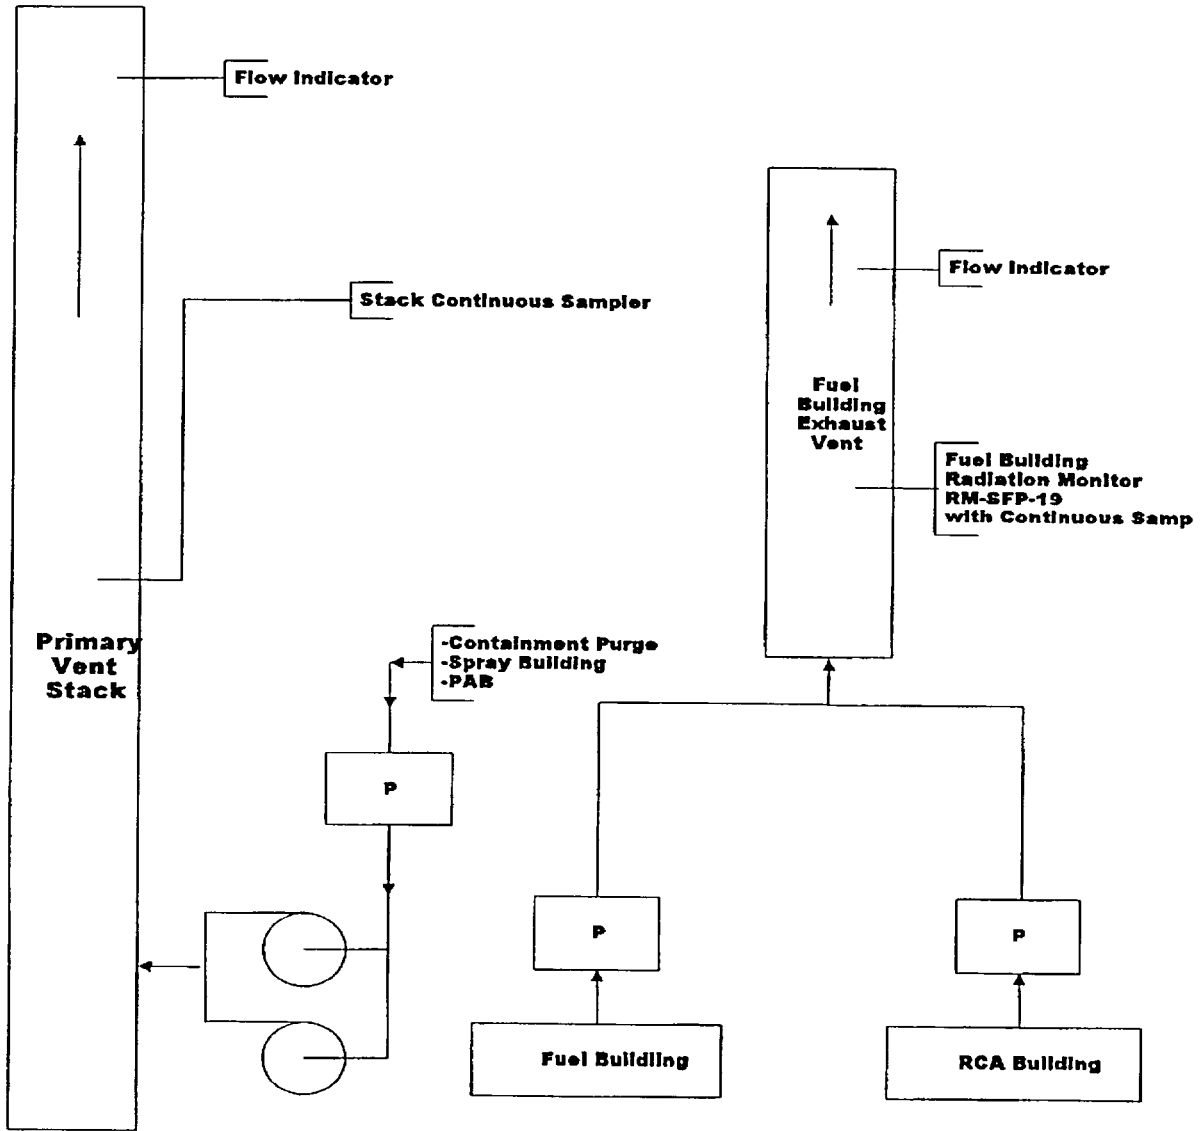 Flow Indicator
Stack Continuous Sampler
Primary
Vent
Stack
-Containment Purge
-Spray Building
-PAB
P
Flow Indicator
Fuel
Building
Exhaust
Vent
Fuel Building
Radiation Monitor
RM-SFP-19
with Continuous Samp
P
P
Fuel Buildling
RCA Building